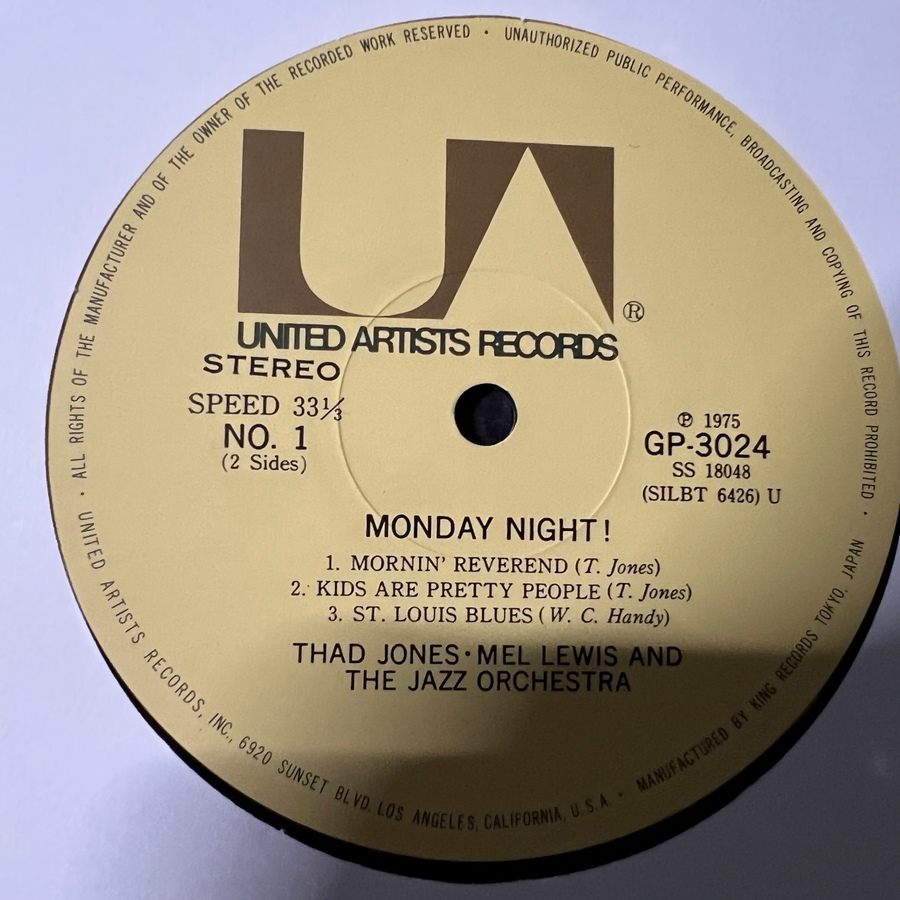 UNITED ARTISTS RECORDS, INC., 6920 SUNSET BLVD. LOS ANGELES, CALIFORNIA, U.S.A. • MANUFACTURED BY KING RECORDS TOKYO, JAPAN •
ALL RIGHTS OF THE MANUFACTURER AND OF THE OWNER OF THE RECORDED WORK RESERVED • UNAUTHORIZED PUBLIC PERFORMANCE, BROADCASTING AND COPYING OF THIS RECORD PROHIBITED •
UA ®
UNITED ARTISTS RECORDS
STEREO
SPEED 33⅓
NO. 1
(2 Sides)
℗ 1975
GP-3024
SS 18048
(SILBT 6426) U
MONDAY NIGHT!
1. MORNIN' REVEREND (T. Jones)
2. KIDS ARE PRETTY PEOPLE (T. Jones)
3. ST. LOUIS BLUES (W. C. Handy)
THAD JONES・MEL LEWIS AND
THE JAZZ ORCHESTRA